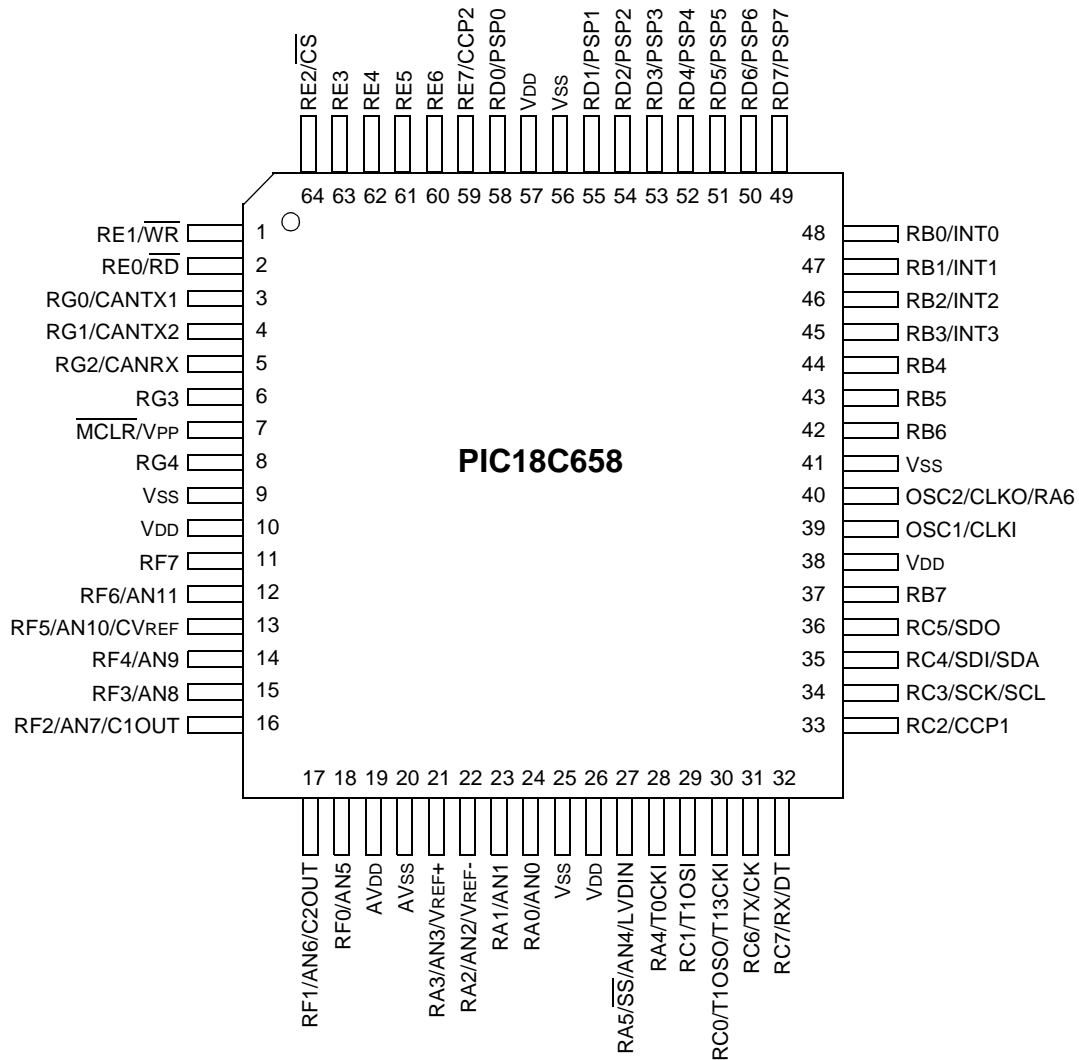 RE2/C̅S̅
RE3
RE4
RE5
RE6
RE7/CCP2
RD0/PSP0
VDD
VSS
RD1/PSP1
RD2/PSP2
RD3/PSP3
RD4/PSP4
RD5/PSP5
RD6/PSP6
RD7/PSP7
64 63 62 61 60 59 58 57 56 55 54 53 52 51 50 49
RE1/W̅R̅ 1
RE0/R̅D̅ 2
RG0/CANTX1 3
RG1/CANTX2 4
RG2/CANRX 5
RG3 6
M̅C̅L̅R̅/VPP 7
RG4 8
VSS 9
VDD 10
RF7 11
RF6/AN11 12
RF5/AN10/CVREF 13
RF4/AN9 14
RF3/AN8 15
RF2/AN7/C1OUT 16
PIC18C658
48 RB0/INT0
47 RB1/INT1
46 RB2/INT2
45 RB3/INT3
44 RB4
43 RB5
42 RB6
41 VSS
40 OSC2/CLKO/RA6
39 OSC1/CLKI
38 VDD
37 RB7
36 RC5/SDO
35 RC4/SDI/SDA
34 RC3/SCK/SCL
33 RC2/CCP1
17 18 19 20 21 22 23 24 25 26 27 28 29 30 31 32
RF1/AN6/C2OUT
RF0/AN5
AVDD
AVSS
RA3/AN3/VREF+
RA2/AN2/VREF-
RA1/AN1
RA0/AN0
VSS
VDD
RA5/S̅S̅/AN4/LVDIN
RA4/T0CKI
RC1/T1OSI
RC0/T1OSO/T13CKI
RC6/TX/CK
RC7/RX/DT